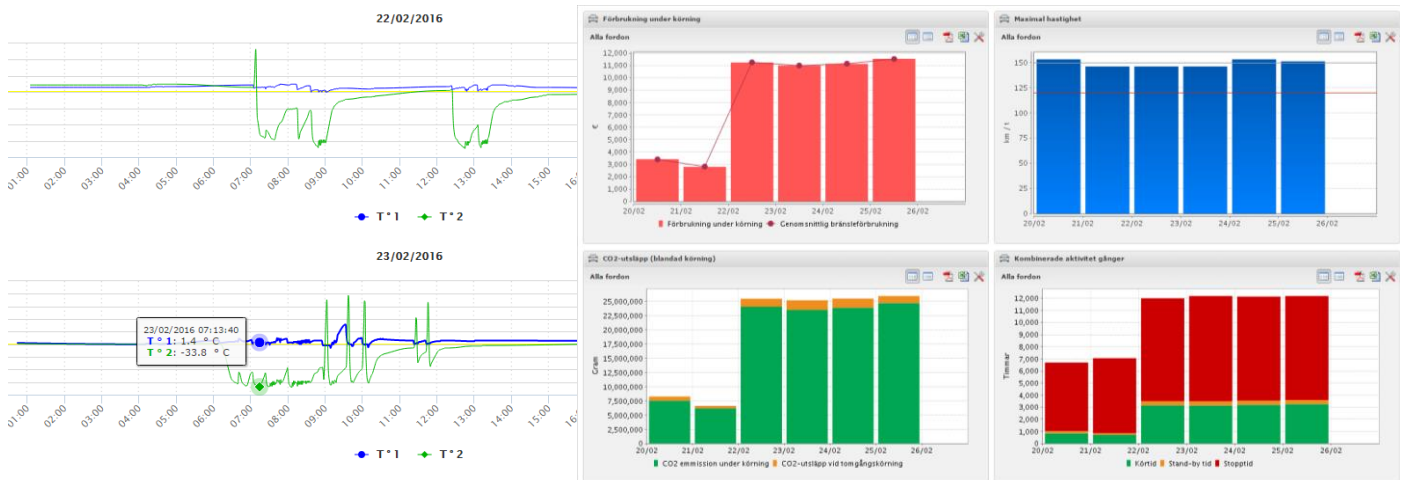 22/02/2016
01:00 02:00 03:00 04:00 05:00 06:00 07:00 08:00 09:00 10:00 11:00 12:00 13:00 14:00 15:00 16:
T°1 T°2
23/02/2016
23/02/2016 07:13:40
T° 1: 1.4 °C
T° 2: -33.8 °C
01:00 02:00 03:00 04:00 05:00 06:00 07:00 08:00 09:00 10:00 11:00 12:00 13:00 14:00 15:00 16:
T°1 T°2
Förbrukning under körning
Alla fordon
12,000
11,000
10,000
9,000
8,000
7,000
6,000
5,000
4,000
3,000
2,000
1,000
0
€
20/02 21/02 22/02 23/02 24/02 25/02 26/02
Förbrukning under körning Genomsnittlig bränsleförbrukning
Maximal hastighet
Alla fordon
150
125
100
75
50
25
0
km / t
20/02 21/02 22/02 23/02 24/02 25/02 26/02
CO2-utsläpp (blandad körning)
Alla fordon
25,000,000
22,500,000
20,000,000
17,500,000
15,000,000
12,500,000
10,000,000
7,500,000
5,000,000
2,500,000
Gram
20/02 21/02 22/02 23/02 24/02 25/02 26/02
CO2 emmission under körning CO2-utsläpp vid tomgångskörning
Kombinerade aktivitet gånger
Alla fordon
12,000
11,000
10,000
9,000
8,000
7,000
6,000
5,000
4,000
3,000
2,000
1,000
0
Timmar
20/02 21/02 22/02 23/02 24/02 25/02 26/02
Körtid Stand-by tid Stopptid